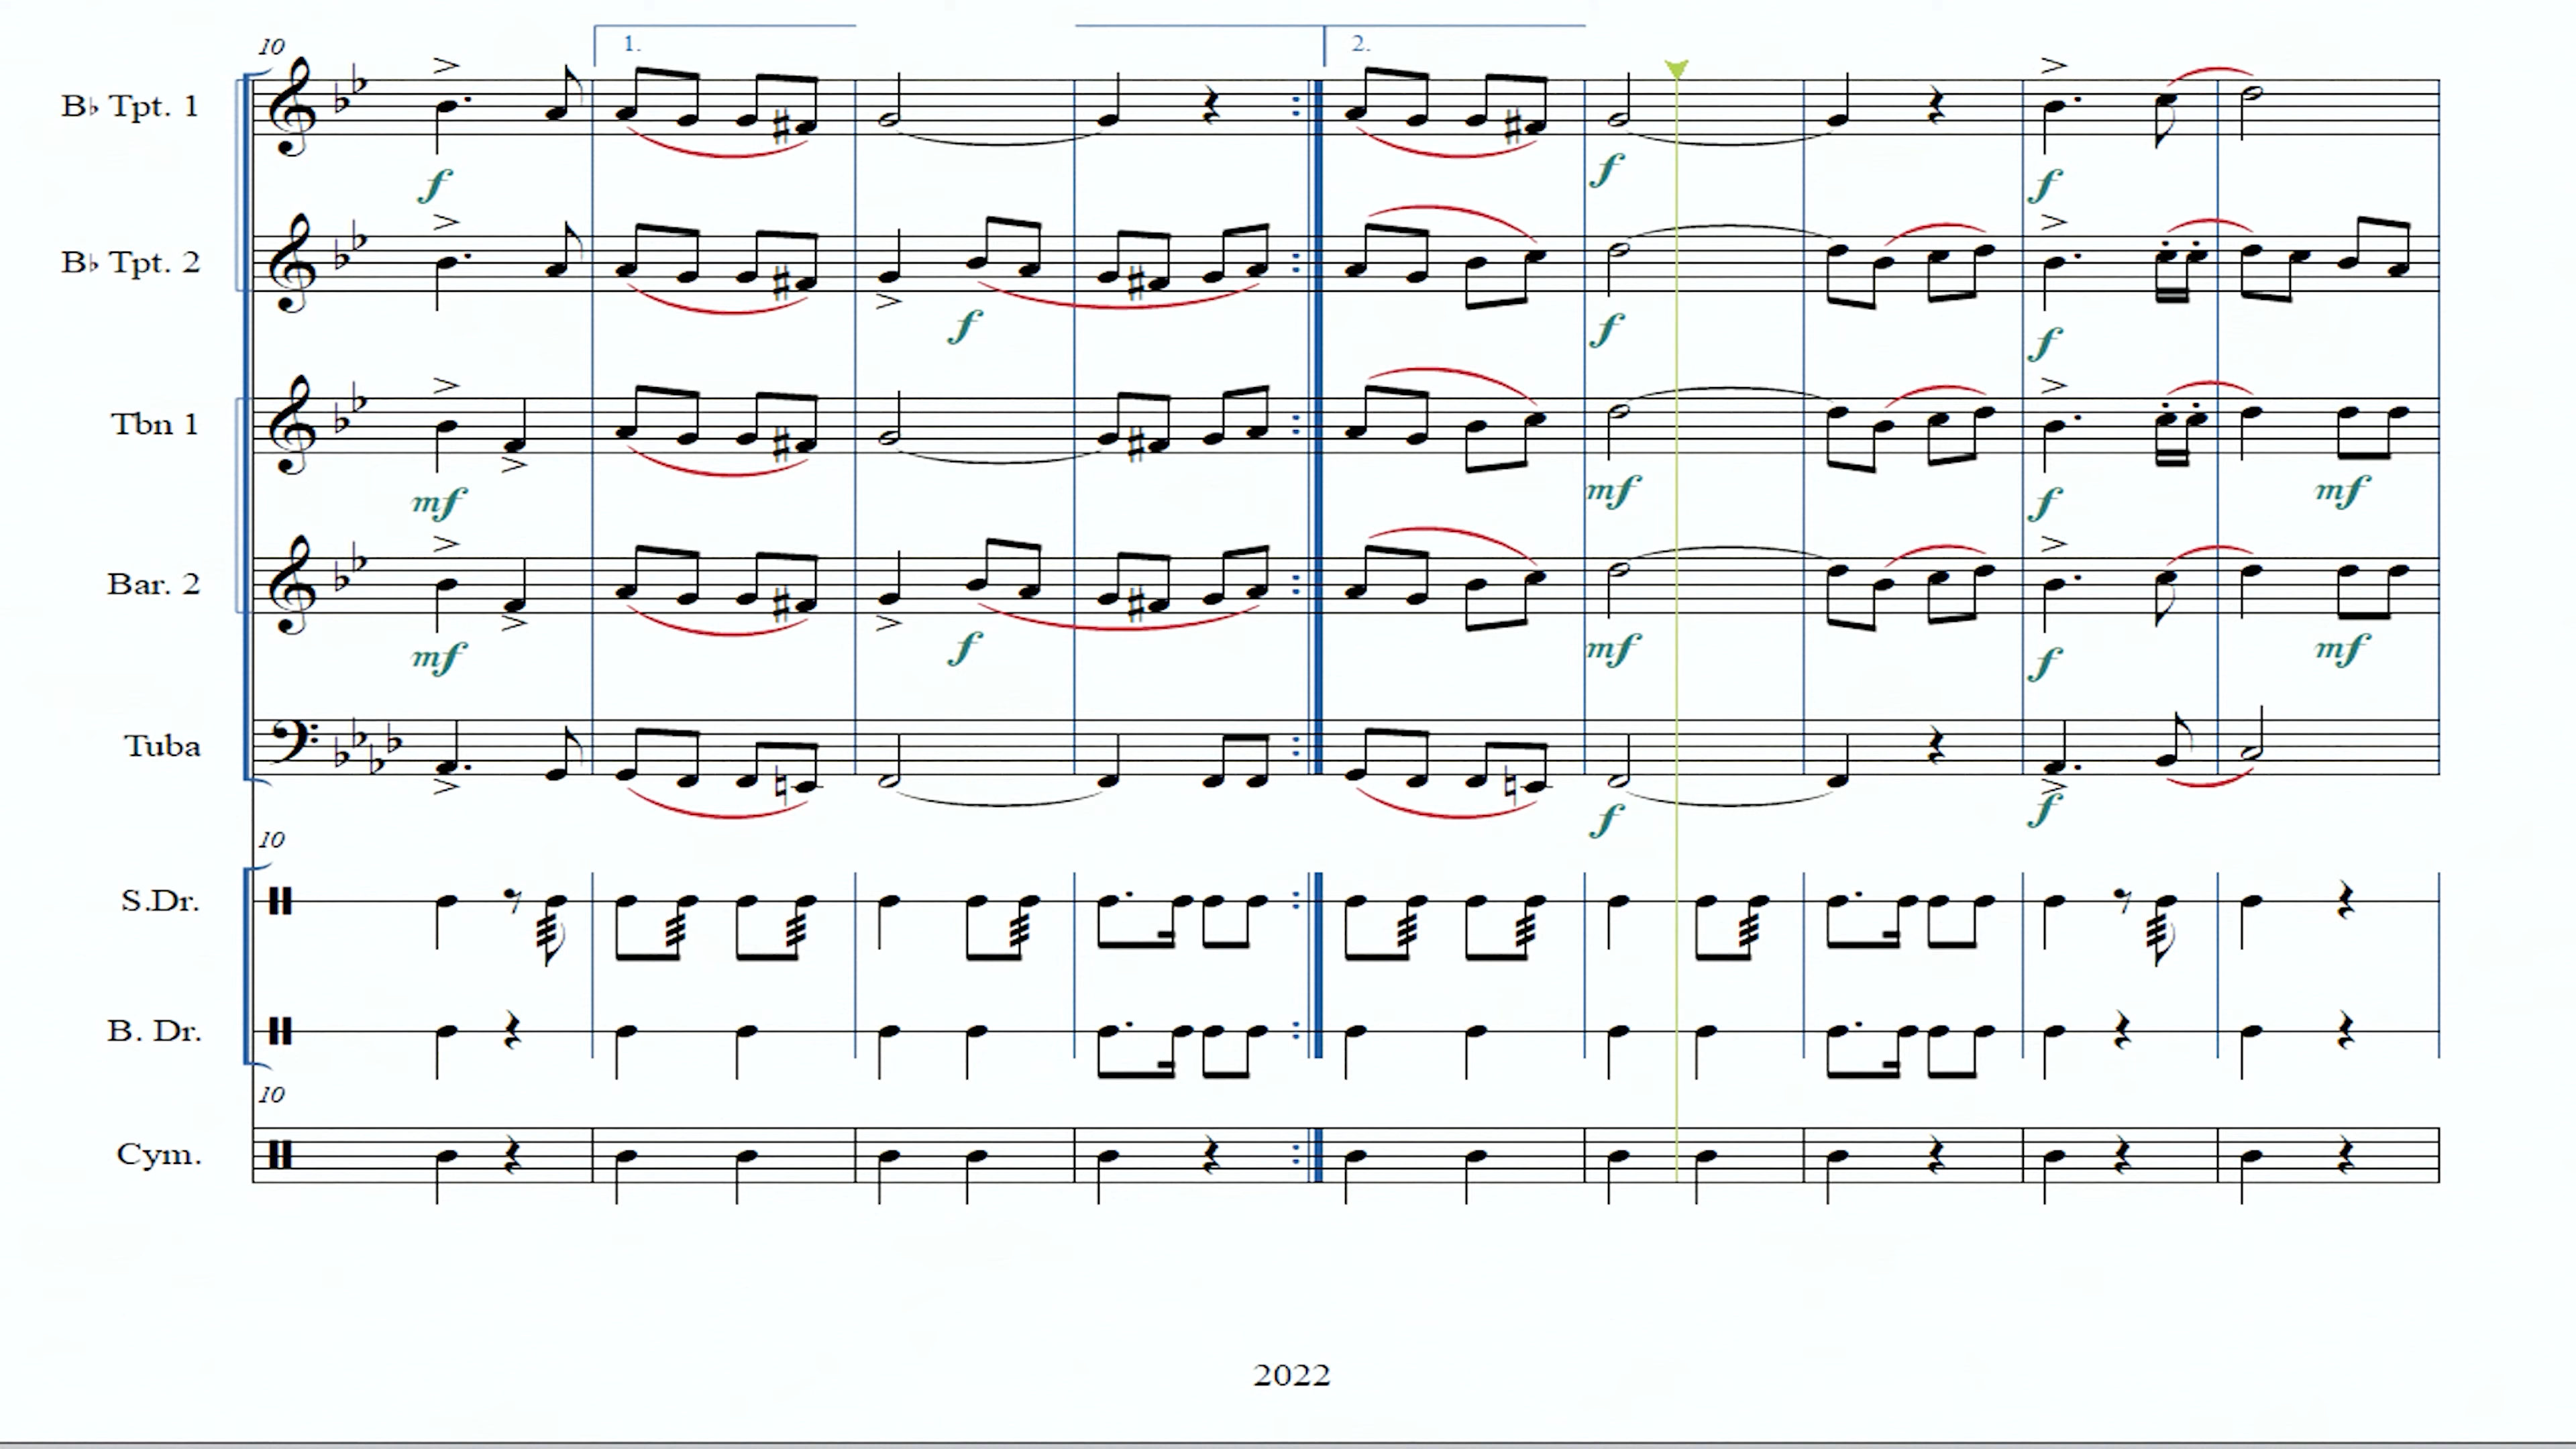 10
1.
2.
B♭ Tpt. 1
f
f
f
B♭ Tpt. 2
f
f
f
Tbn 1
mf
mf
f
mf
Bar. 2
mf
f
mf
f
mf
Tuba
f
f
10
S.Dr.
B. Dr.
10
Cym.
2022